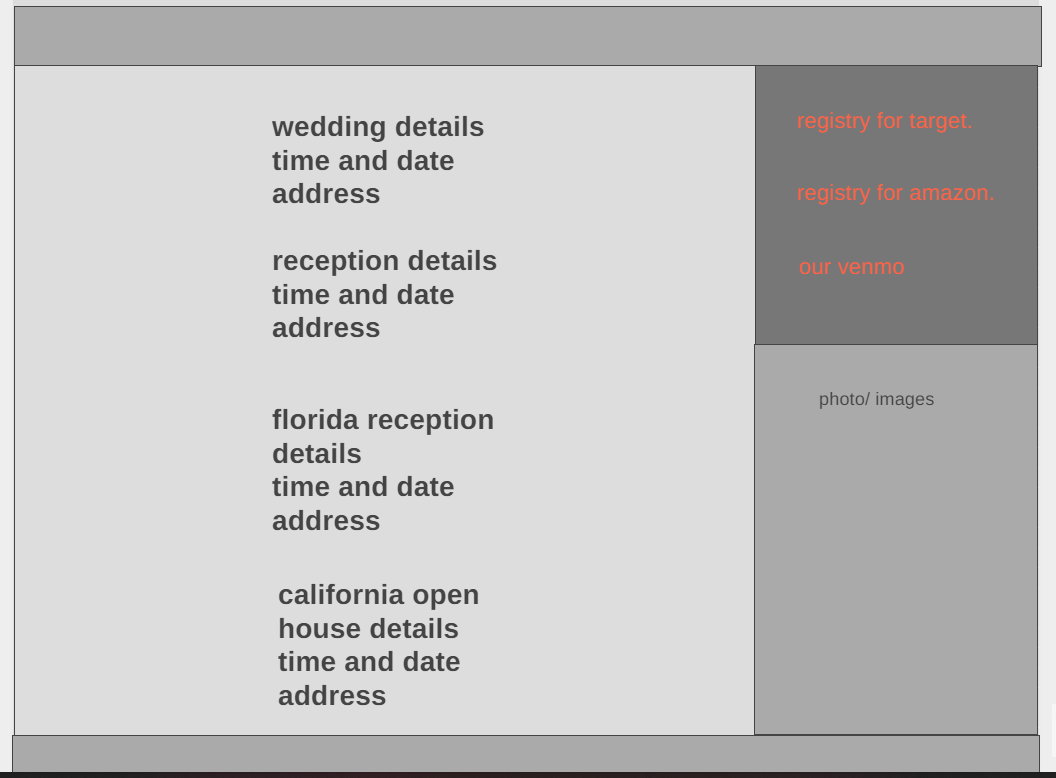 wedding details
time and date
address
reception details
time and date
address
florida reception
details
time and date
address
california open
house details
time and date
address
registry for target.
registry for amazon.
our venmo
photo/ images